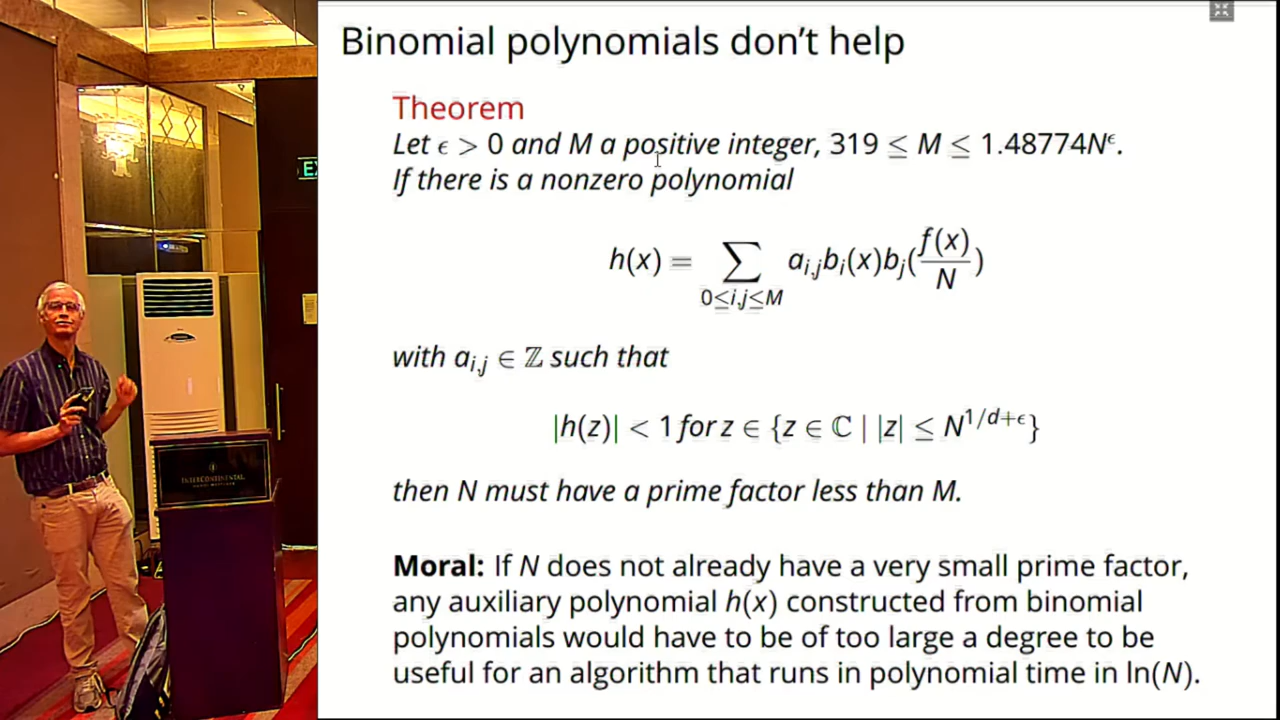 Binomial polynomials don't help
Theorem
Let ϵ > 0 and M a positive integer, 319 ≤ M ≤ 1.48774N^ϵ.
If there is a nonzero polynomial
h(x) = ∑_{0≤i,j≤M} a_{i,j}b_i(x)b_j(f(x)/N)
with a_{i,j} ∈ ℤ such that
|h(z)| < 1 for z ∈ {z ∈ ℂ | |z| ≤ N^{1/d+ϵ}}
then N must have a prime factor less than M.
Moral: If N does not already have a very small prime factor,
any auxiliary polynomial h(x) constructed from binomial
polynomials would have to be of too large a degree to be
useful for an algorithm that runs in polynomial time in ln(N).
E
INTERCONTINENTAL